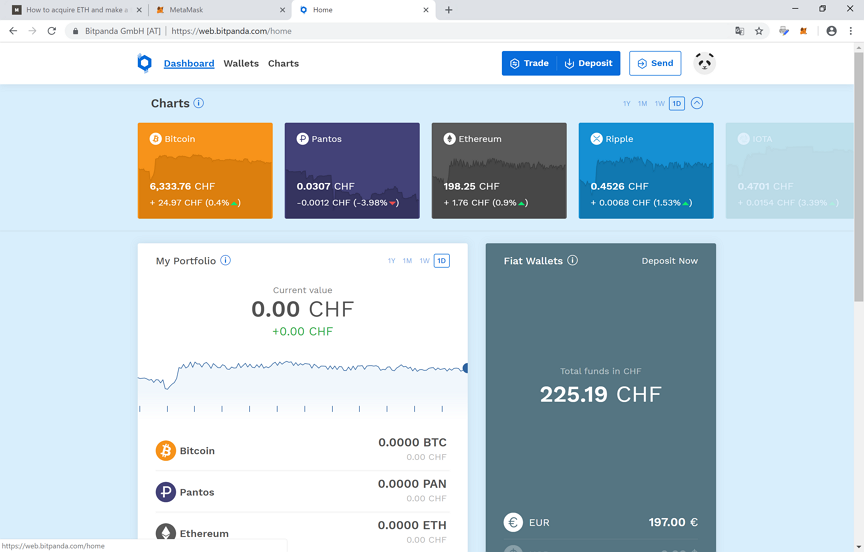 How to acquire ETH and make a
MetaMask
Home
Bitpanda GmbH [AT]
https://web.bitpanda.com/home
Dashboard Wallets Charts
Trade Deposit Send
Charts
1Y 1M 1W 1D
Bitcoin
6,333.76 CHF
+ 24.97 CHF (0.4%)
Pantos
0.0307 CHF
-0.0012 CHF (-3.98%)
Ethereum
198.25 CHF
+ 1.76 CHF (0.9%)
Ripple
0.4526 CHF
+ 0.0068 CHF (1.53%)
IOTA
0.4701 CHF
+ 0.0154 CHF (3.39%)
My Portfolio
1Y 1M 1W 1D
Current value
0.00 CHF
+0.00 CHF
Bitcoin
0.0000 BTC
0.00 CHF
Pantos
0.0000 PAN
0.00 CHF
Ethereum
0.0000 ETH
0.00 CHF
Fiat Wallets
Deposit Now
Total funds in CHF
225.19 CHF
EUR
197.00 €
https://web.bitpanda.com/home